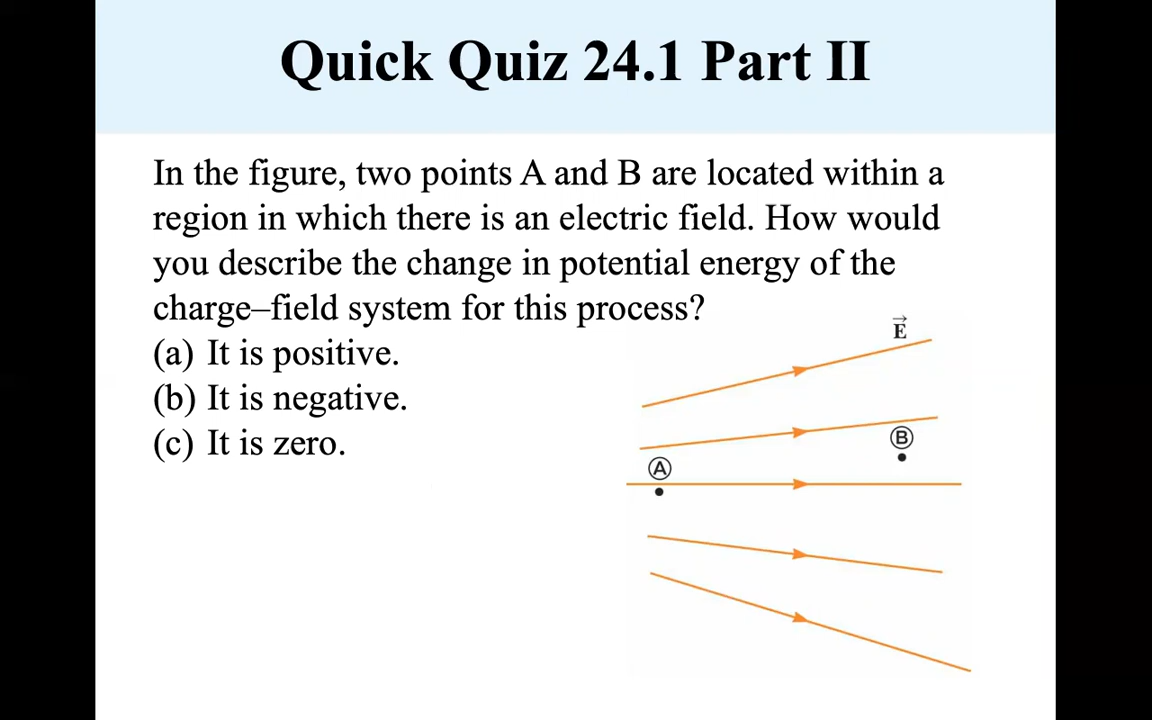 Quick Quiz 24.1 Part II
In the figure, two points A and B are located within a
region in which there is an electric field. How would
you describe the change in potential energy of the
charge–field system for this process?
(a) It is positive.
(b) It is negative.
(c) It is zero.
E
B
A